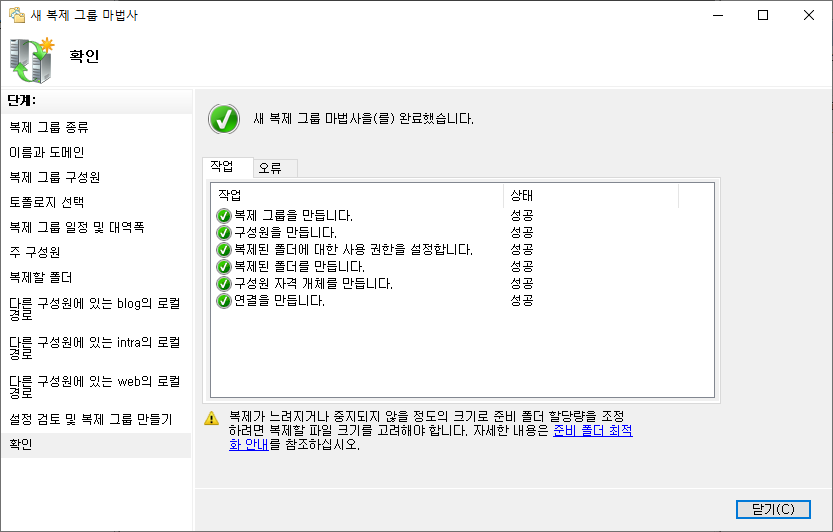 새 복제 그룹 마법사
확인
단계:
복제 그룹 종류
이름과 도메인
복제 그룹 구성원
토폴로지 선택
복제 그룹 일정 및 대역폭
주 구성원
복제할 폴더
다른 구성원에 있는 blog의 로컬
경로
다른 구성원에 있는 intra의 로컬
경로
다른 구성원에 있는 web의 로컬
경로
설정 검토 및 복제 그룹 만들기
확인
새 복제 그룹 마법사을(를) 완료했습니다.
작업 오류
작업 상태
복제 그룹을 만듭니다. 성공
구성원을 만듭니다. 성공
복제된 폴더에 대한 사용 권한을 설정합니다. 성공
복제된 폴더를 만듭니다. 성공
구성원 자격 개체를 만듭니다. 성공
연결을 만듭니다. 성공
복제가 느려지거나 중지되지 않을 정도의 크기로 준비 폴더 할당량을 조정
하려면 복제할 파일 크기를 고려해야 합니다. 자세한 내용은 준비 폴더 최적
화 안내를 참조하십시오.
닫기(C)